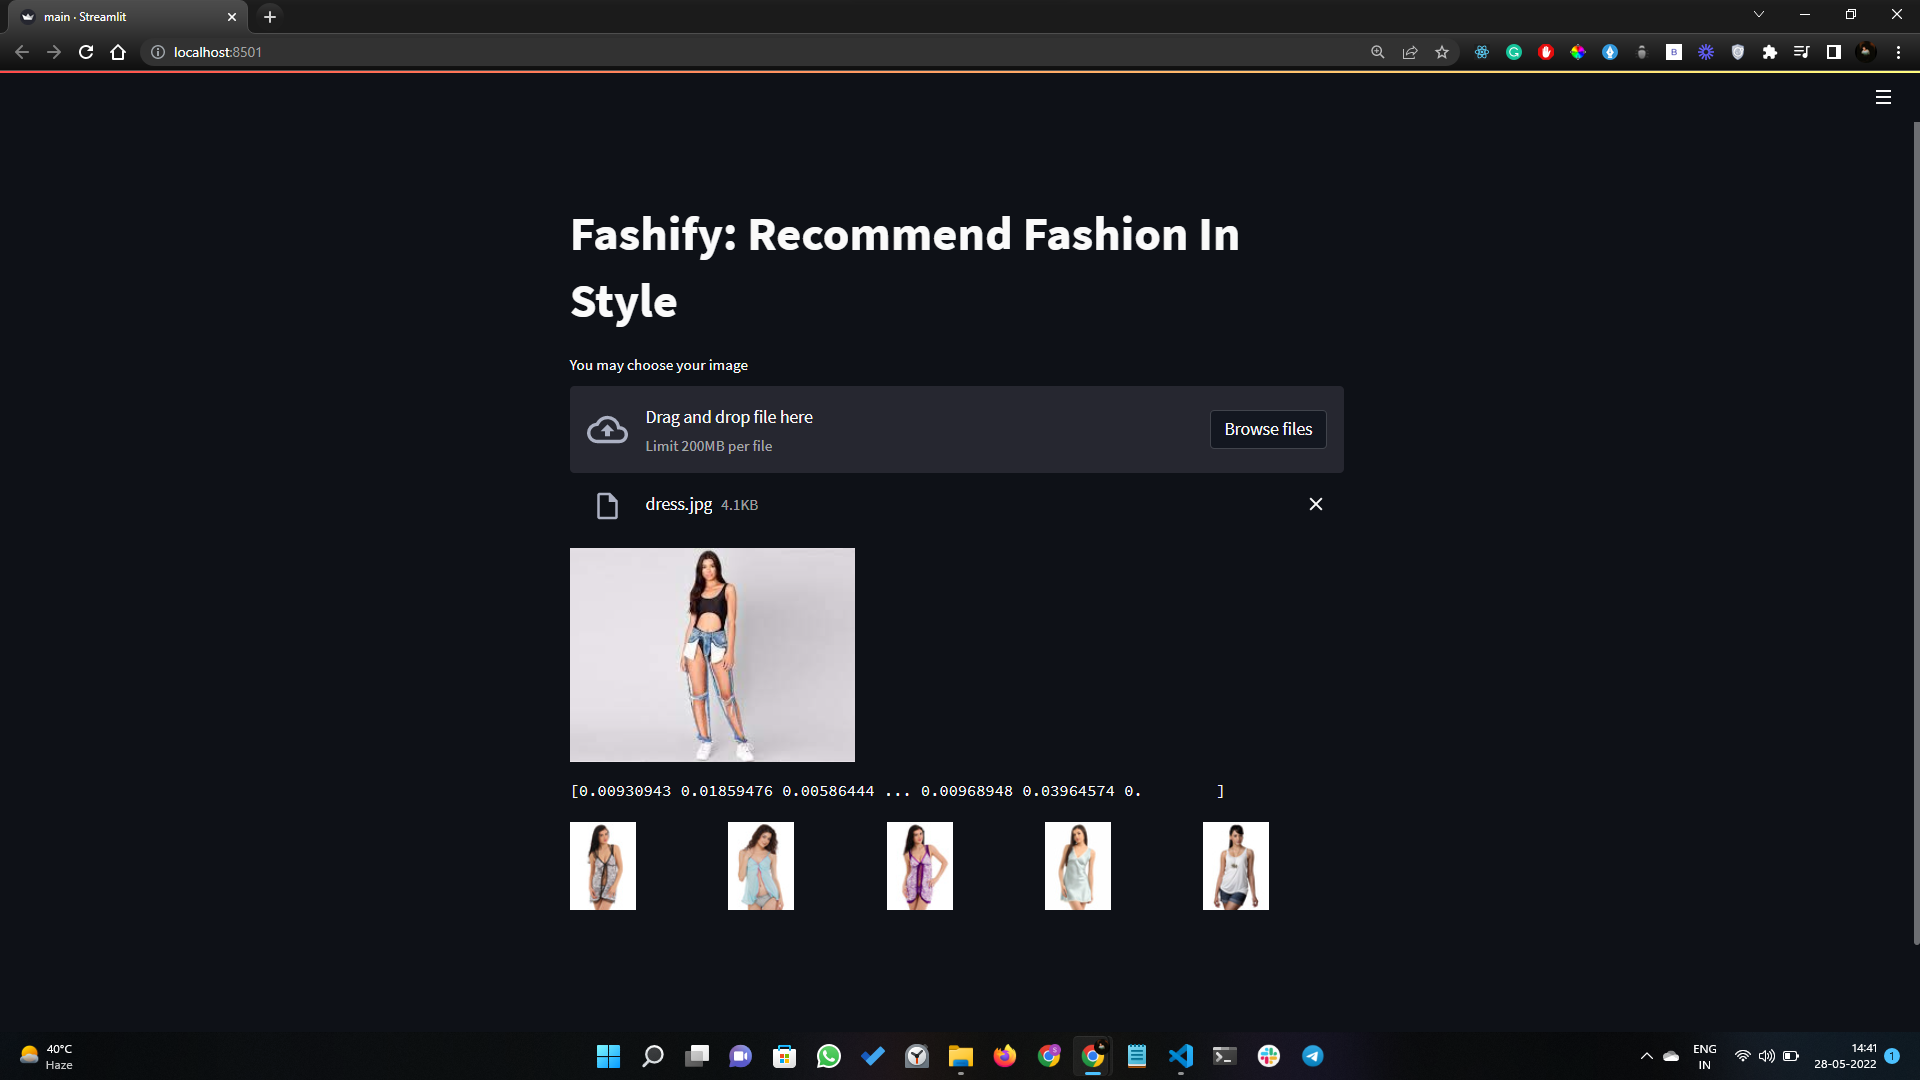 main · Streamlit
localhost:8501
Fashify: Recommend Fashion In
Style
You may choose your image
Drag and drop file here
Limit 200MB per file
Browse files
dress.jpg 4.1KB
[0.00930943 0.01859476 0.00586444 ... 0.00968948 0.03964574 0. ]
40°C
Haze
ENG
IN
14:41
28-05-2022
1